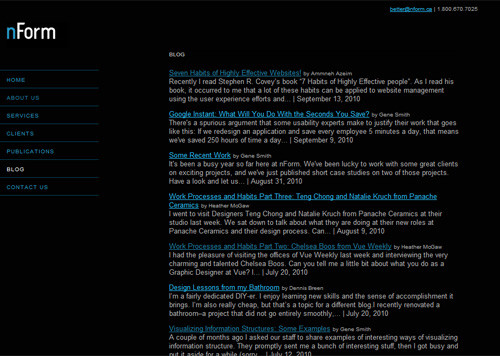 better@nform.ca | 1.800.670.7025
nForm
BLOG
HOME
ABOUT US
SERVICES
CLIENTS
PUBLICATIONS
BLOG
CONTACT US
Seven Habits of Highly Effective Websites! by Ammneh Azeim
Recently I read Stephen R. Covey's book "7 Habits of Highly Effective people". As I read his
book, it occurred to me that a lot of these habits can be applied to website management
using the user experience efforts and... | September 13, 2010
Google Instant: What Will You Do With the Seconds You Save? by Gene Smith
There's a spurious argument that some usability experts make to justify their work that goes
like this: If we redesign an application and save every employee 5 minutes a day, that means
we've saved 250 hours of time a day... | September 9, 2010
Some Recent Work by Gene Smith
It's been a busy year so far here at nForm. We've been lucky to work with some great clients
on exciting projects, and we've just published short case studies on two of those projects.
Have a look and let us... | August 31, 2010
Work Processes and Habits Part Three: Teng Chong and Natalie Kruch from Panache
Ceramics by Heather McGaw
I went to visit Designers Teng Chong and Natalie Kruch from Panache Ceramics at their
studio last week. We sat down to talk about what they are doing at their new roles at
Panache Ceramics and their design process. Can... | August 9, 2010
Work Processes and Habits Part Two: Chelsea Boos from Vue Weekly by Heather McGaw
I had the pleasure of visiting the offices of Vue Weekly last week and interviewing the very
charming and talented Chelsea Boos. Can you tell me a little bit about what you do as a
Graphic Designer at Vue? I... | July 20, 2010
Design Lessons from my Bathroom by Dennis Breen
I'm a fairly dedicated DIY-er. I enjoy learning new skills and the sense of accomplishment it
brings. I'm also really cheap, but that's a topic for a different blog I recently renovated a
bathroom–a project that did not go entirely smoothly,... | July 20, 2010
Visualizing Information Structures: Some Examples by Gene Smith
A couple of months ago I asked our staff to share examples of interesting ways of visualizing
information structure. They promptly sent me a bunch of interesting stuff, then I got busy and
put it aside for a while (sorry... | July 12, 2010